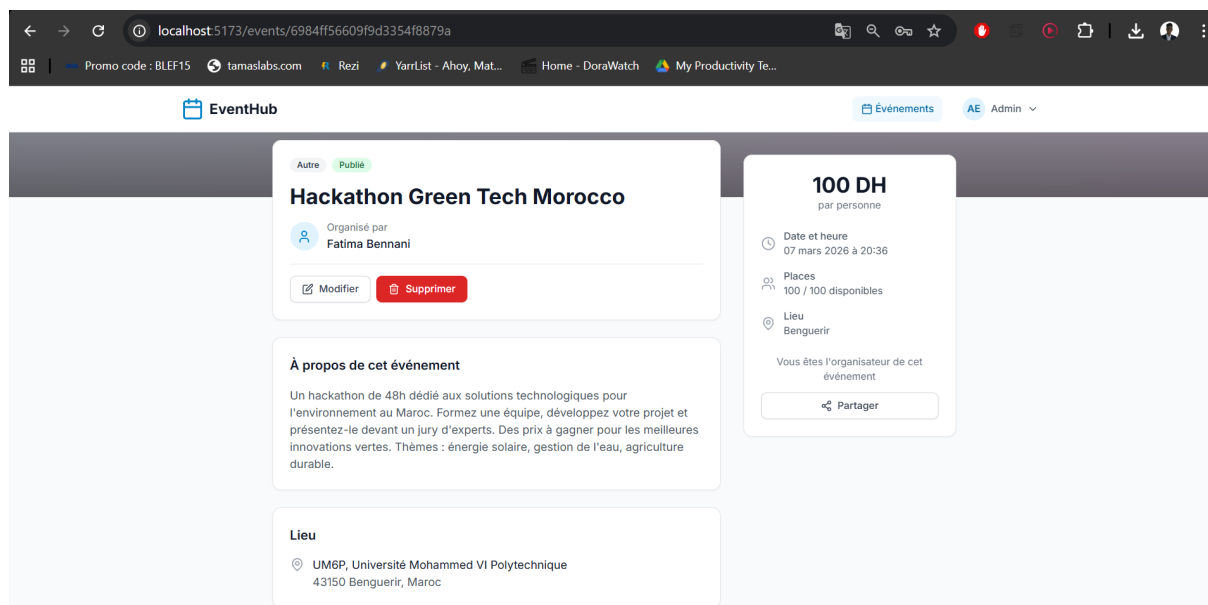 localhost:5173/events/6984ff56609f9d3354f8879a
Promo code : BLEF15 tamaslabs.com Rezi YarrList - Ahoy, Mat... Home - DoraWatch My Productivity Te...
EventHub
Événements
AE Admin
Autre Publié
Hackathon Green Tech Morocco
Organisé par
Fatima Bennani
Modifier Supprimer
À propos de cet événement
Un hackathon de 48h dédié aux solutions technologiques pour
l'environnement au Maroc. Formez une équipe, développez votre projet et
présentez-le devant un jury d'experts. Des prix à gagner pour les meilleures
innovations vertes. Thèmes : énergie solaire, gestion de l'eau, agriculture
durable.
Lieu
UM6P, Université Mohammed VI Polytechnique
43150 Benguerir, Maroc
100 DH
par personne
Date et heure
07 mars 2026 à 20:36
Places
100 / 100 disponibles
Lieu
Benguerir
Vous êtes l'organisateur de cet
événement
Partager